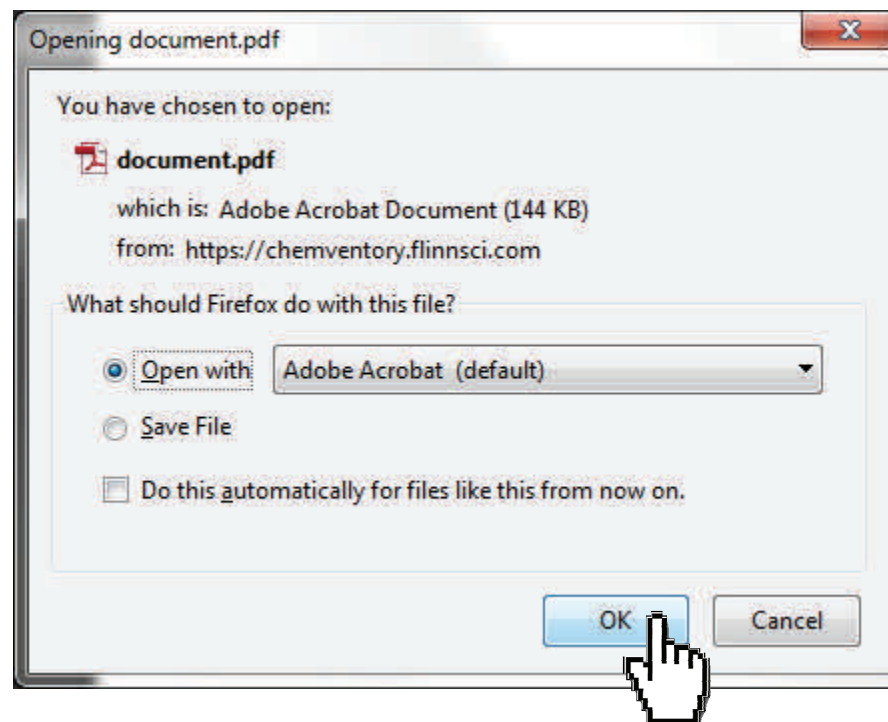 Opening document.pdf
You have chosen to open:
document.pdf
which is: Adobe Acrobat Document (144 KB)
from: https://chemventory.flinnsci.com
What should Firefox do with this file?
Open with Adobe Acrobat (default)
Save File
Do this automatically for files like this from now on.
OK Cancel